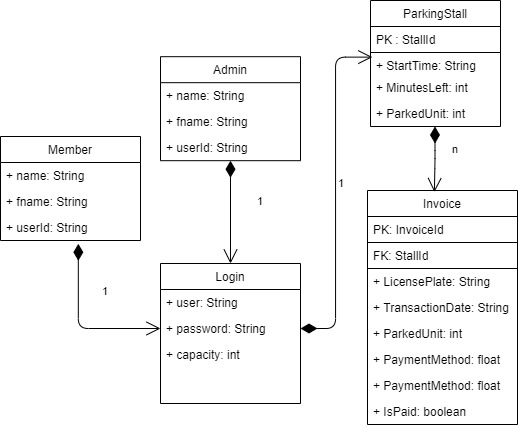 ParkingStall
PK : StallId
+ StartTime: String
+ MinutesLeft: int
+ ParkedUnit: int
Admin
+ name: String
+ fname: String
+ userId: String
Member
+ name: String
+ fname: String
+ userId: String
1
1
1
n
Login
+ user: String
+ password: String
+ capacity: int
Invoice
PK: InvoiceId
FK: StallId
+ LicensePlate: String
+ TransactionDate: String
+ ParkedUnit: int
+ PaymentMethod: float
+ PaymentMethod: float
+ IsPaid: boolean